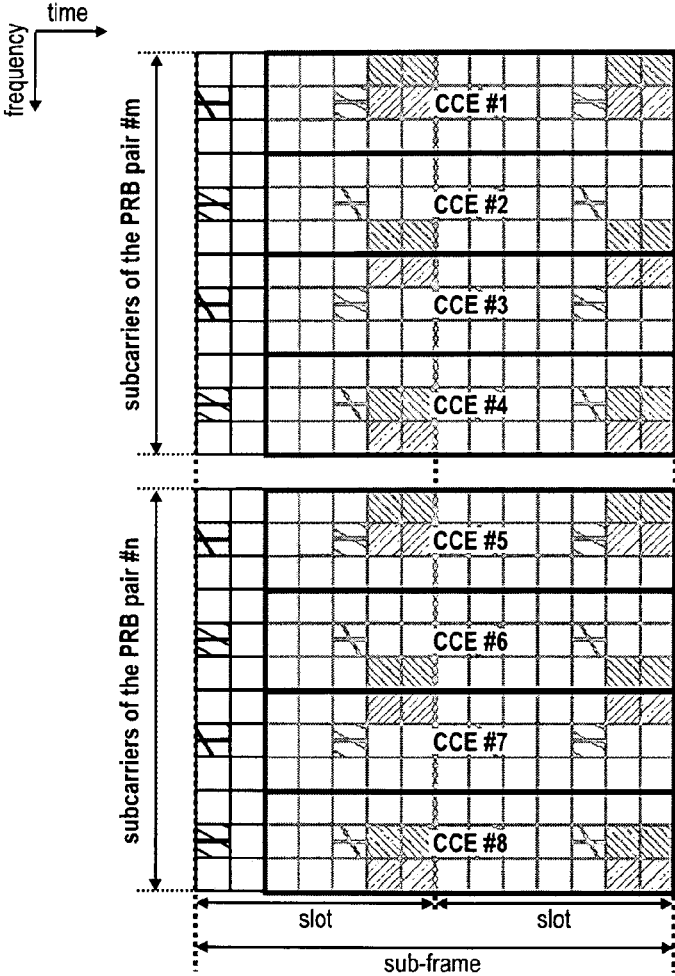 time
frequency
subcarriers of the PRB pair #m
CCE #1
CCE #2
CCE #3
CCE #4
subcarriers of the PRB pair #n
CCE #5
CCE #6
CCE #7
CCE #8
slot slot
sub-frame